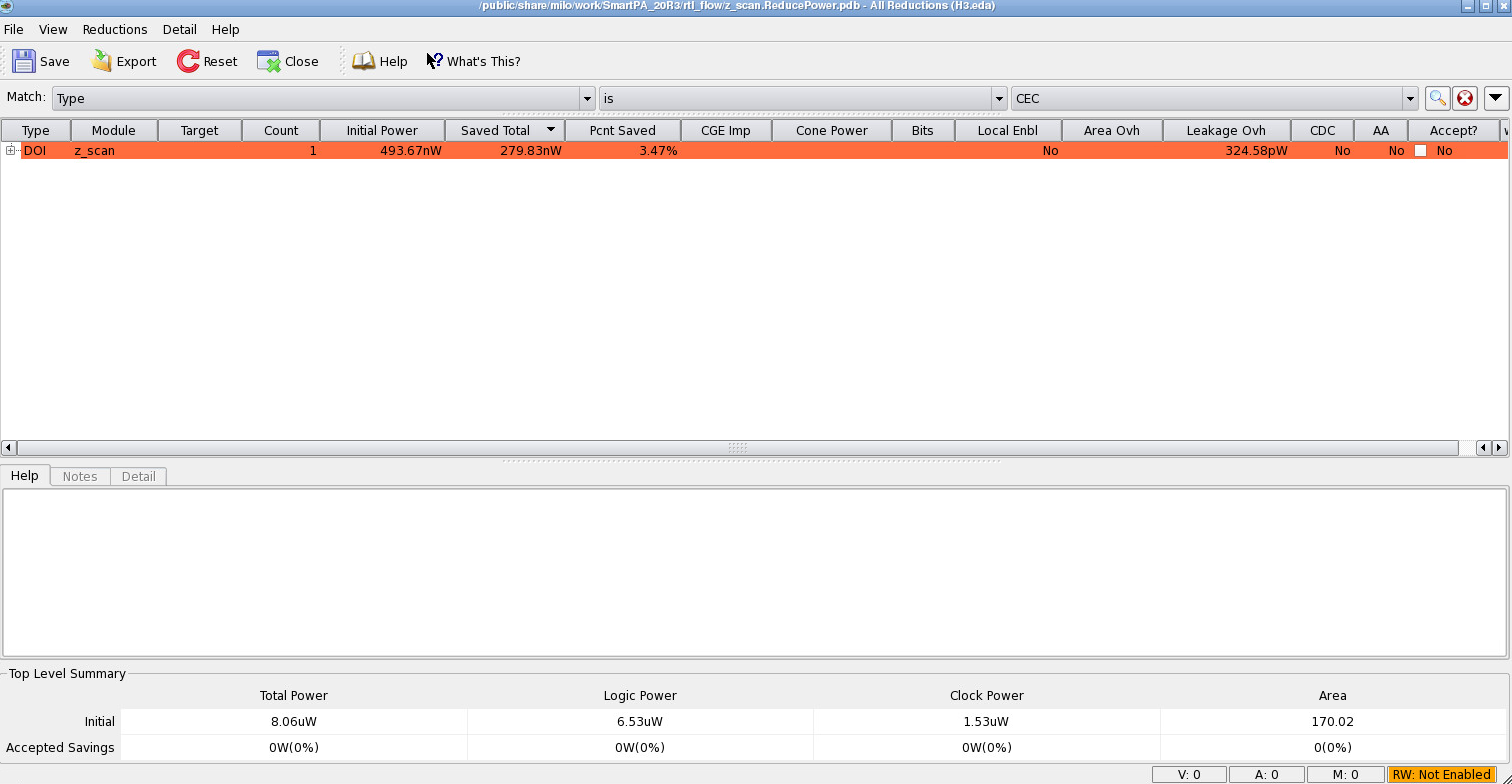 /public/share/milo/work/SmartPA_20R3/rtl_flow/z_scan.ReducePower.pdb - All Reductions (H3.eda)
File View Reductions Detail Help
Save Export Reset Close Help What's This?
Match: Type is CEC
Type Module Target Count Initial Power Saved Total Pcnt Saved CGE Imp Cone Power Bits Local Enbl Area Ovh Leakage Ovh CDC AA Accept?
DOI z_scan 1 493.67nW 279.83nW 3.47% No 324.58pW No No No
Help Notes Detail
Top Level Summary
Total Power Logic Power Clock Power Area
Initial 8.06uW 6.53uW 1.53uW 170.02
Accepted Savings 0W(0%) 0W(0%) 0W(0%) 0(0%)
V: 0 A: 0 M: 0 RW: Not Enabled